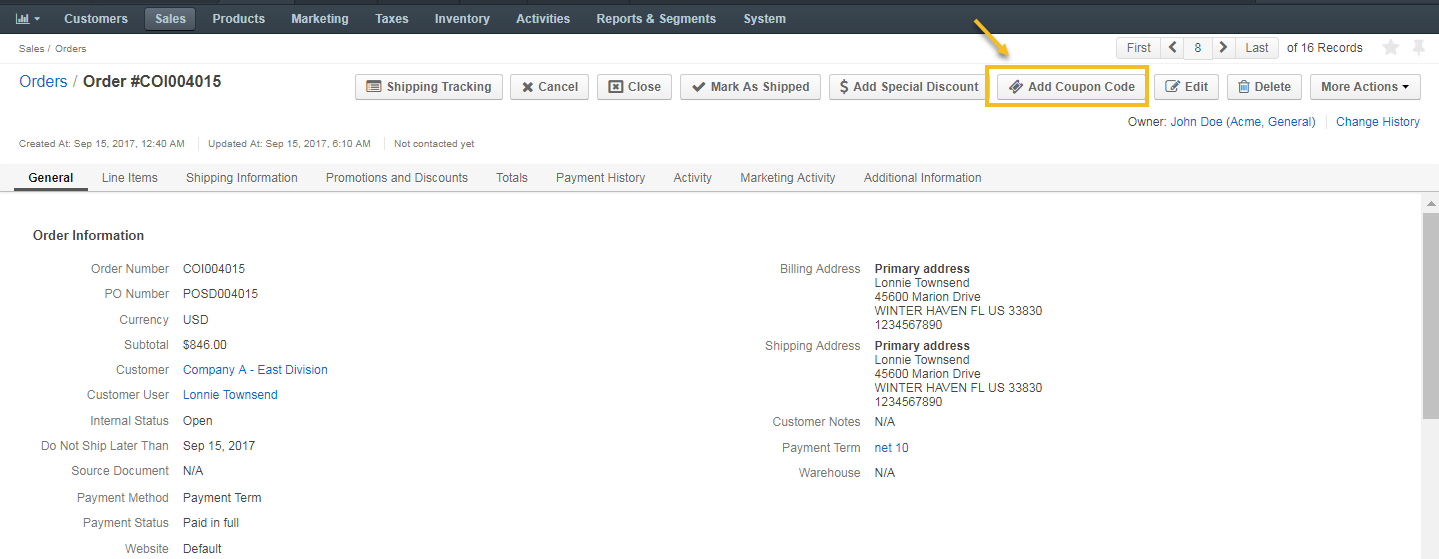 Customers Sales Products Marketing Taxes Inventory Activities Reports & Segments System
Sales / Orders
First 8 Last of 16 Records
Orders / Order #COI004015
Shipping Tracking Cancel Close Mark As Shipped Add Special Discount Add Coupon Code Edit Delete More Actions
Owner: John Doe (Acme, General) Change History
Created At: Sep 15, 2017, 12:40 AM Updated At: Sep 15, 2017, 6:10 AM Not contacted yet
General Line Items Shipping Information Promotions and Discounts Totals Payment History Activity Marketing Activity Additional Information
Order Information
Order Number COI004015
PO Number POSD004015
Currency USD
Subtotal $846.00
Customer Company A - East Division
Customer User Lonnie Townsend
Internal Status Open
Do Not Ship Later Than Sep 15, 2017
Source Document N/A
Payment Method Payment Term
Payment Status Paid in full
Website Default
Billing Address Primary address
Lonnie Townsend
45600 Marion Drive
WINTER HAVEN FL US 33830
1234567890
Shipping Address Primary address
Lonnie Townsend
45600 Marion Drive
WINTER HAVEN FL US 33830
1234567890
Customer Notes N/A
Payment Term net 10
Warehouse N/A